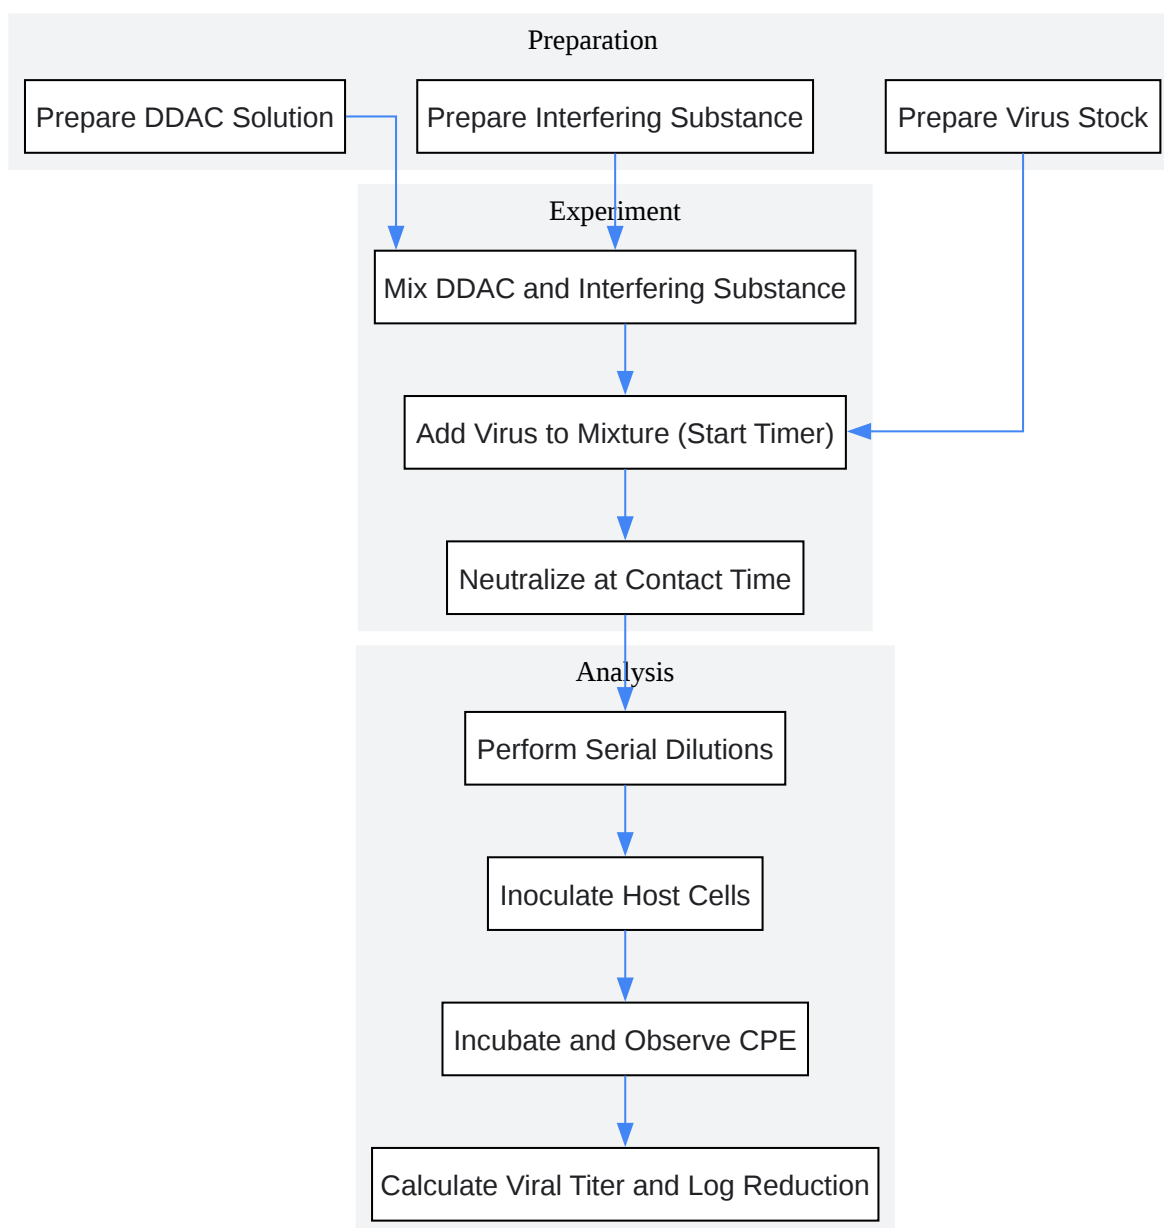 Preparation
Prepare DDAC Solution
Prepare Interfering Substance
Prepare Virus Stock
Experiment
Mix DDAC and Interfering Substance
Add Virus to Mixture (Start Timer)
Neutralize at Contact Time
Analysis
Perform Serial Dilutions
Inoculate Host Cells
Incubate and Observe CPE
Calculate Viral Titer and Log Reduction